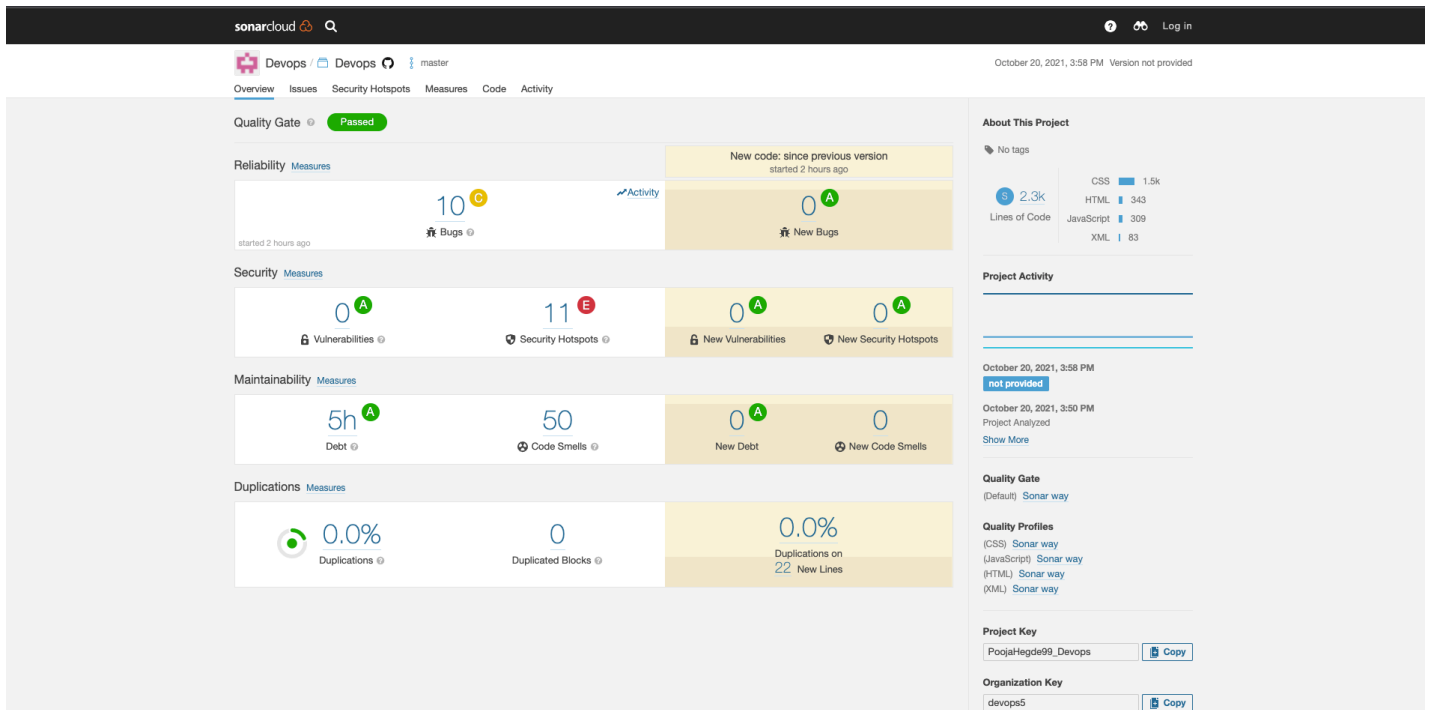 sonarcloud
Log in
Devops / Devops master
October 20, 2021, 3:58 PM Version not provided
Overview Issues Security Hotspots Measures Code Activity
Quality Gate ? Passed
Reliability Measures
New code: since previous version
started 2 hours ago
Activity
10 C
Bugs ?
started 2 hours ago
0 A
New Bugs
Security Measures
0 A
Vulnerabilities ?
11 E
Security Hotspots ?
0 A
New Vulnerabilities
0 A
New Security Hotspots
Maintainability Measures
5h A
Debt ?
50
Code Smells ?
0 A
New Debt
0
New Code Smells
Duplications Measures
0.0%
Duplications ?
0
Duplicated Blocks ?
0.0%
Duplications on
22 New Lines
About This Project
No tags
S 2.3k
Lines of Code
CSS 1.5k
HTML 343
JavaScript 309
XML 83
Project Activity
October 20, 2021, 3:58 PM
not provided
October 20, 2021, 3:50 PM
Project Analyzed
Show More
Quality Gate
(Default) Sonar way
Quality Profiles
(CSS) Sonar way
(JavaScript) Sonar way
(HTML) Sonar way
(XML) Sonar way
Project Key
PoojaHegde99_Devops Copy
Organization Key
devops5 Copy